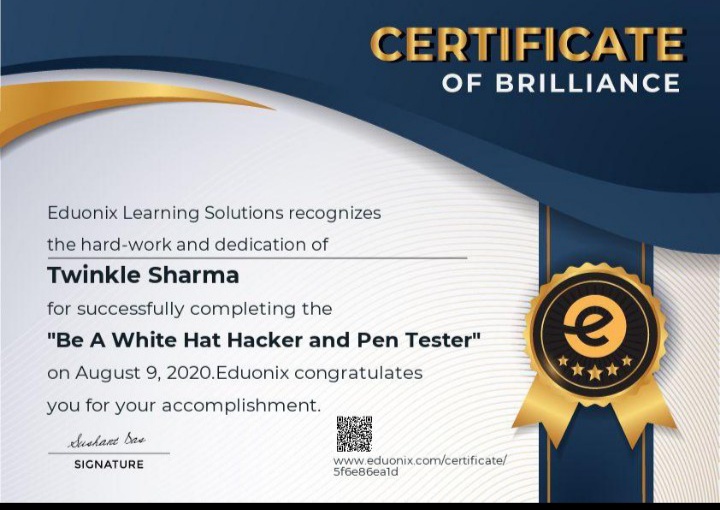 CERTIFICATE
OF BRILLIANCE
Eduonix Learning Solutions recognizes
the hard-work and dedication of
Twinkle Sharma
for successfully completing the
"Be A White Hat Hacker and Pen Tester"
on August 9, 2020.Eduonix congratulates
you for your accomplishment.
Sushant Das
SIGNATURE
www.eduonix.com/certificate/
5f6e86ea1d